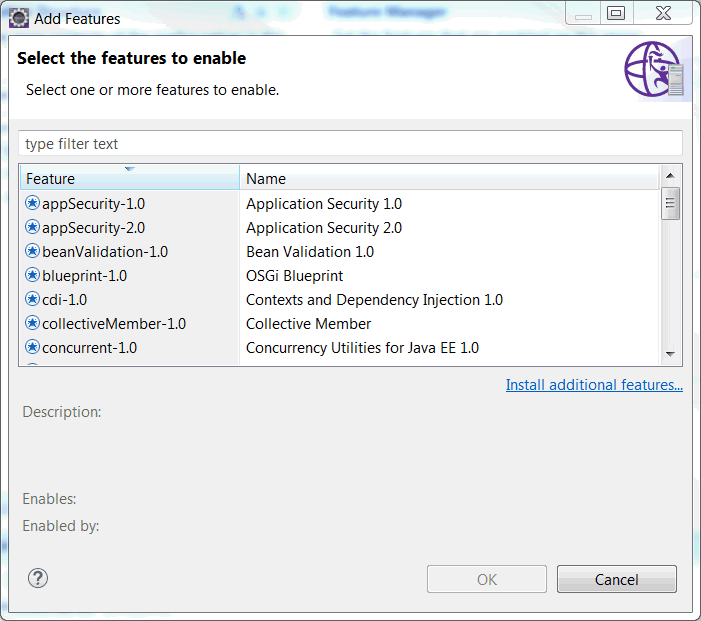 Add Features
Feature Manager
Select the features to enable
Select one or more features to enable.
type filter text
Feature Name
appSecurity-1.0 Application Security 1.0
appSecurity-2.0 Application Security 2.0
beanValidation-1.0 Bean Validation 1.0
blueprint-1.0 OSGi Blueprint
cdi-1.0 Contexts and Dependency Injection 1.0
collectiveMember-1.0 Collective Member
concurrent-1.0 Concurrency Utilities for Java EE 1.0
Install additional features...
Description:
Enables:
Enabled by:
? OK Cancel